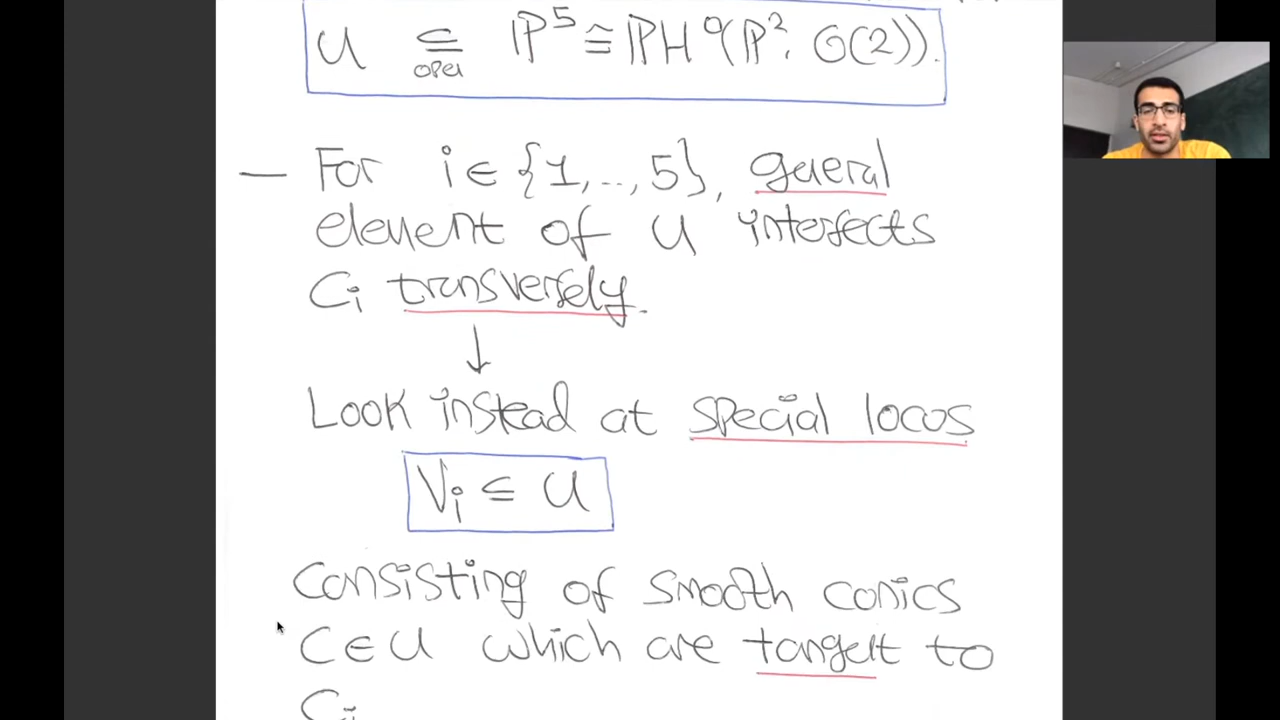 U ⊆ P⁵ ≅ PH⁰(P², O(2)).
open
— For i ∈ {1,..,5}, general
element of U intersects
Cᵢ transversely.
↓
Look instead at special locus
Vᵢ ⊆ U
Consisting of smooth conics
C ∈ U which are tangent to
Cᵢ